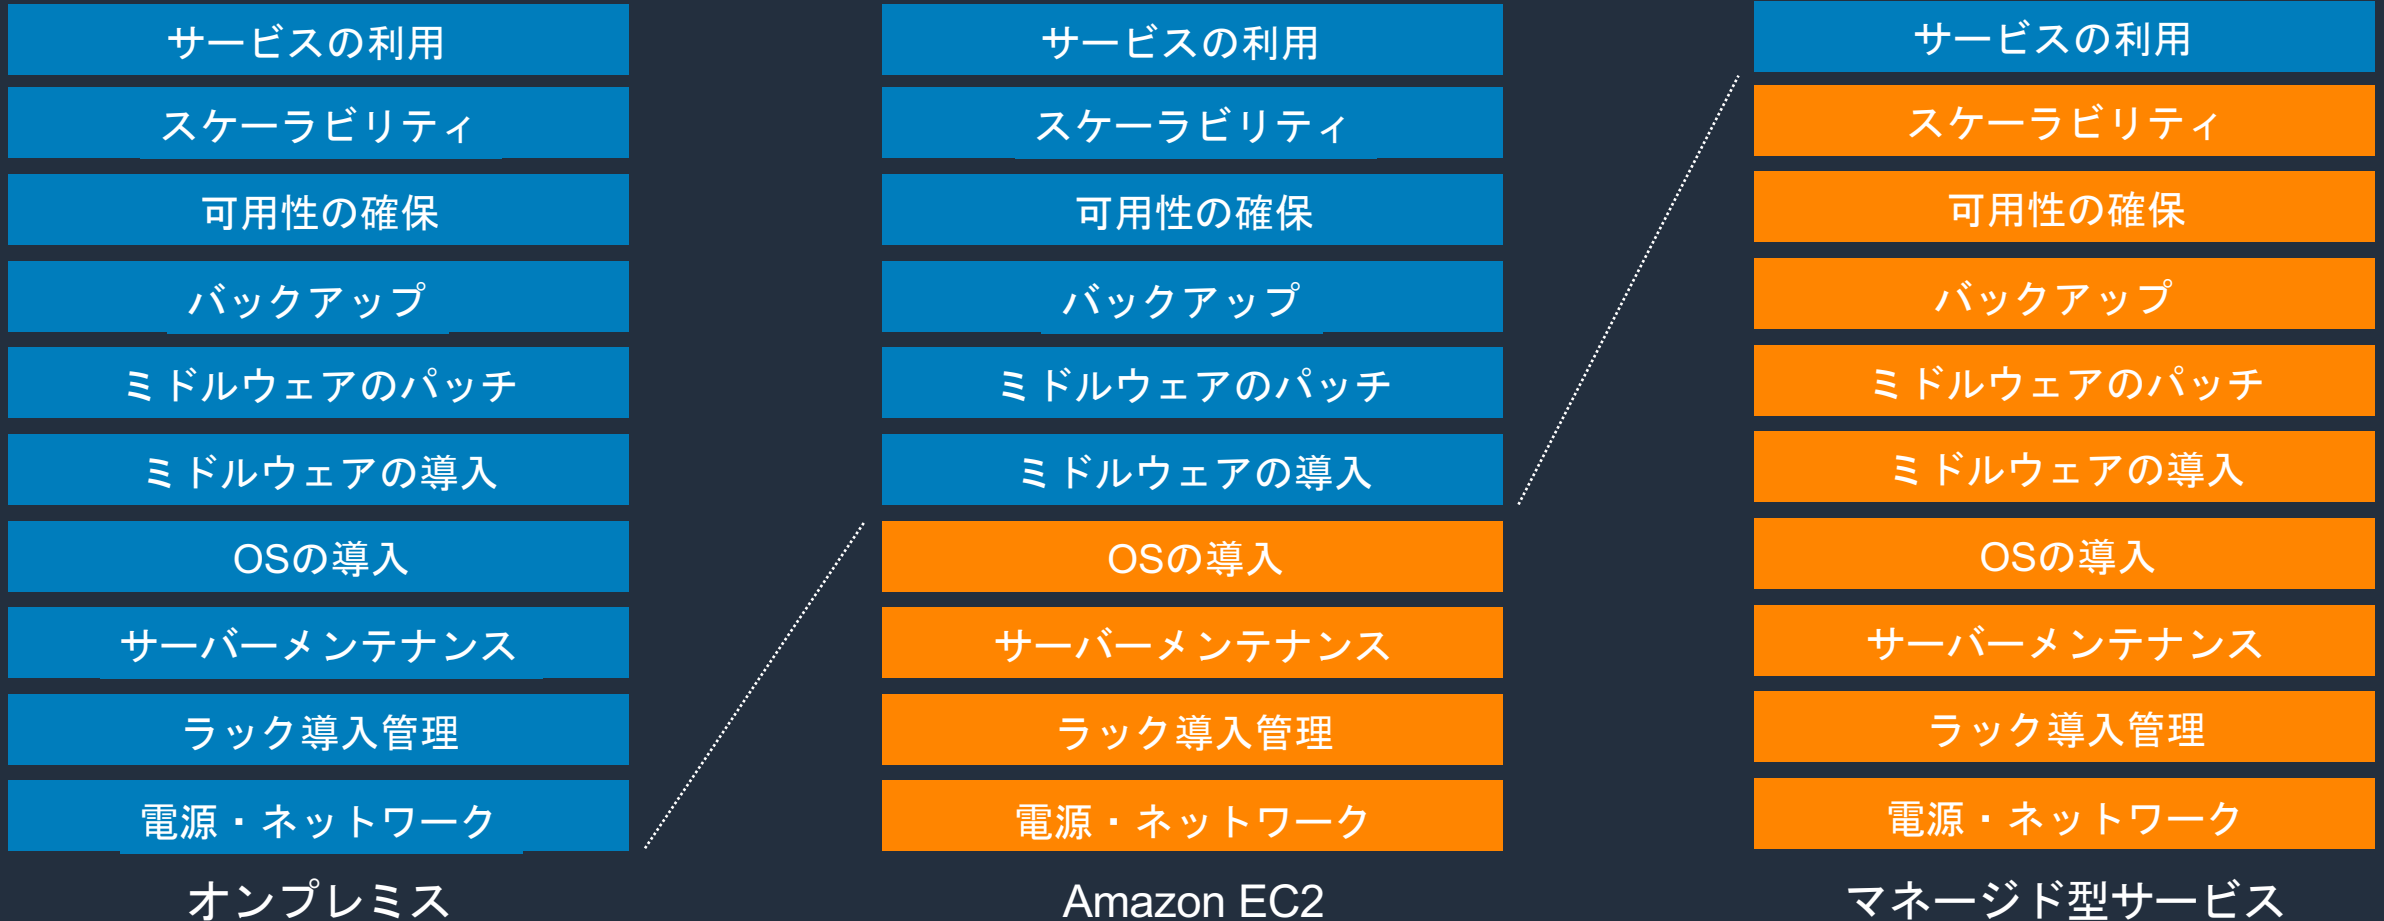 サービスの利用
スケーラビリティ
可用性の確保
バックアップ
ミドルウェアのパッチ
ミドルウェアの導入
OSの導入
サーバーメンテナンス
ラック導入管理
電源・ネットワーク
オンプレミス
サービスの利用
スケーラビリティ
可用性の確保
バックアップ
ミドルウェアのパッチ
ミドルウェアの導入
OSの導入
サーバーメンテナンス
ラック導入管理
電源・ネットワーク
Amazon EC2
サービスの利用
スケーラビリティ
可用性の確保
バックアップ
ミドルウェアのパッチ
ミドルウェアの導入
OSの導入
サーバーメンテナンス
ラック導入管理
電源・ネットワーク
マネージド型サービス